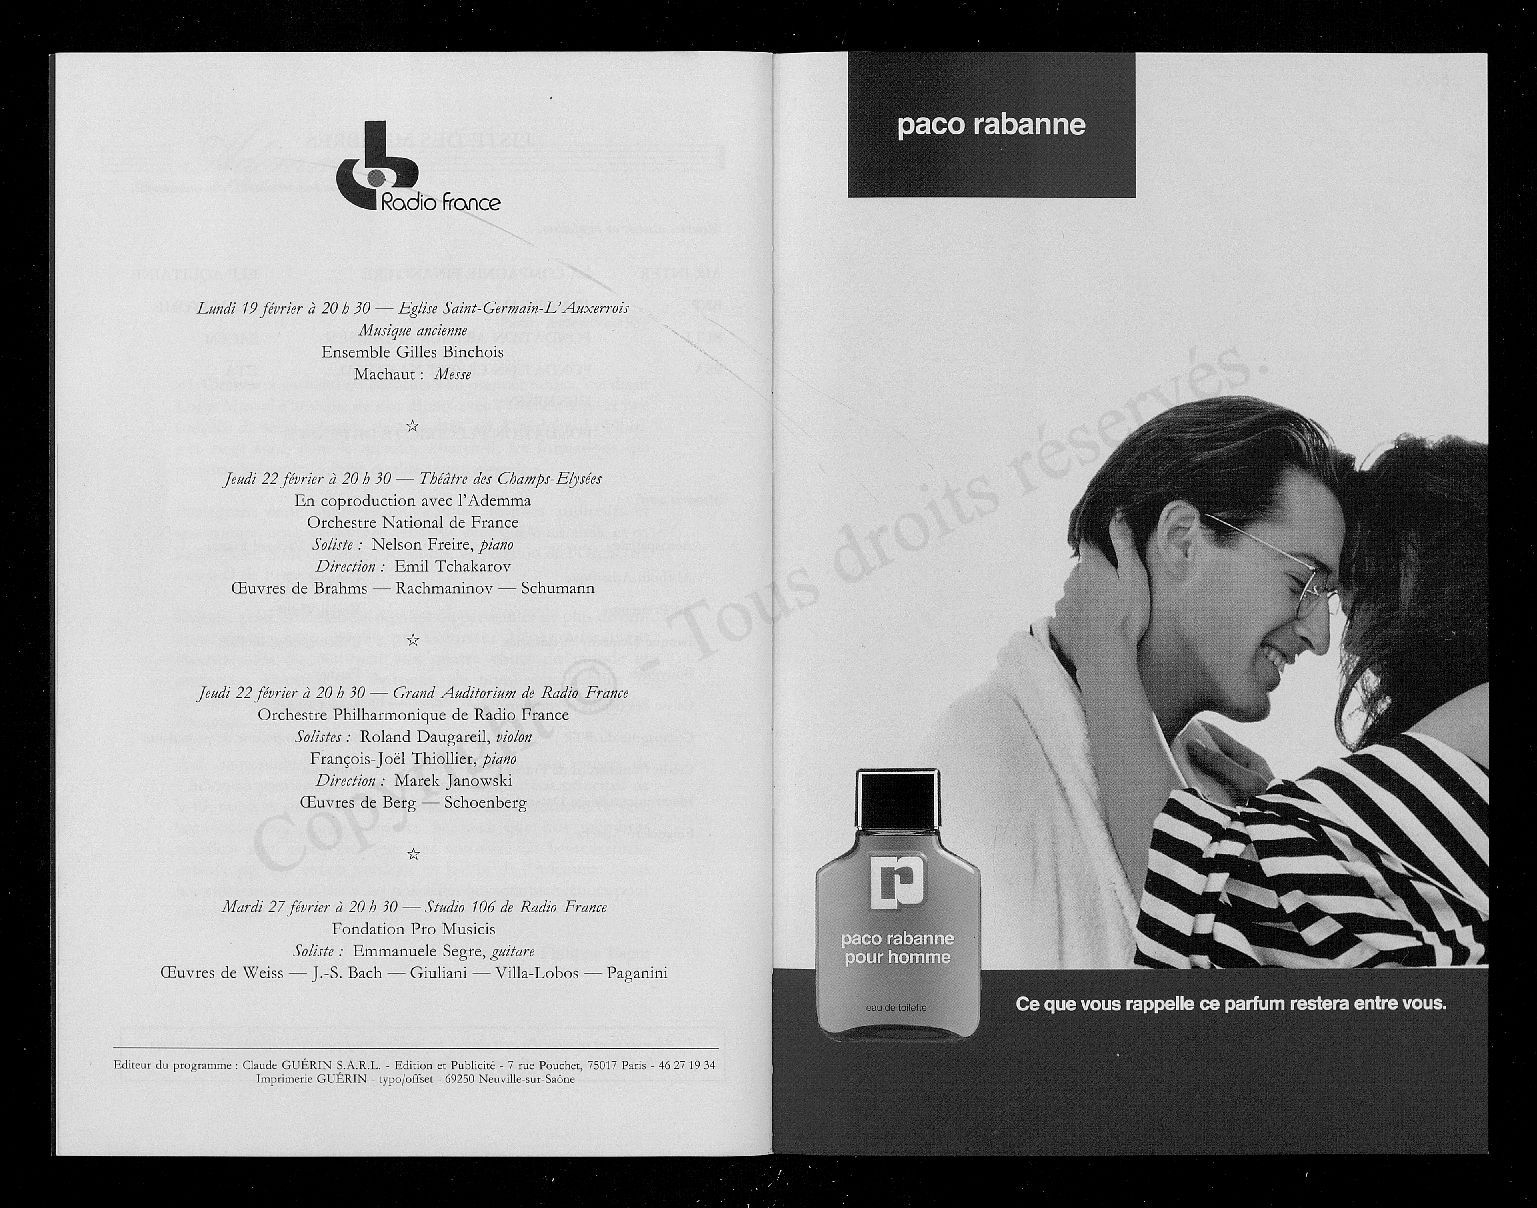 Radio France
Lundi 19 février à 20 h 30 — Eglise Saint-Germain-L'Auxerrois
Musique ancienne
Ensemble Gilles Binchois
Machaut : Messe
☆
Jeudi 22 février à 20 h 30 — Théâtre des Champs-Elysées
En coproduction avec l'Ademma
Orchestre National de France
Soliste : Nelson Freire, piano
Direction : Emil Tchakarov
Œuvres de Brahms — Rachmaninov — Schumann
☆
Jeudi 22 février à 20 h 30 — Grand Auditorium de Radio France
Orchestre Philharmonique de Radio France
Solistes : Roland Daugareil, violon
François-Joël Thiollier, piano
Direction : Marek Janowski
Œuvres de Berg — Schoenberg
☆
Mardi 27 février à 20 h 30 — Studio 106 de Radio France
Fondation Pro Musicis
Soliste : Emmanuele Segre, guitare
Œuvres de Weiss — J.-S. Bach — Giuliani — Villa-Lobos — Paganini
Editeur du programme : Claude GUÉRIN S.A.R.L. - Edition et Publicité - 7 rue Pouchet, 75017 Paris - 46 27 19 34
Imprimerie GUÉRIN - typo/offset - 69250 Neuville-sur-Saône
paco rabanne
pr
paco rabanne
pour homme
eau de toilette
Ce que vous rappelle ce parfum restera entre vous.
Copyright © - Tous droits réservés.